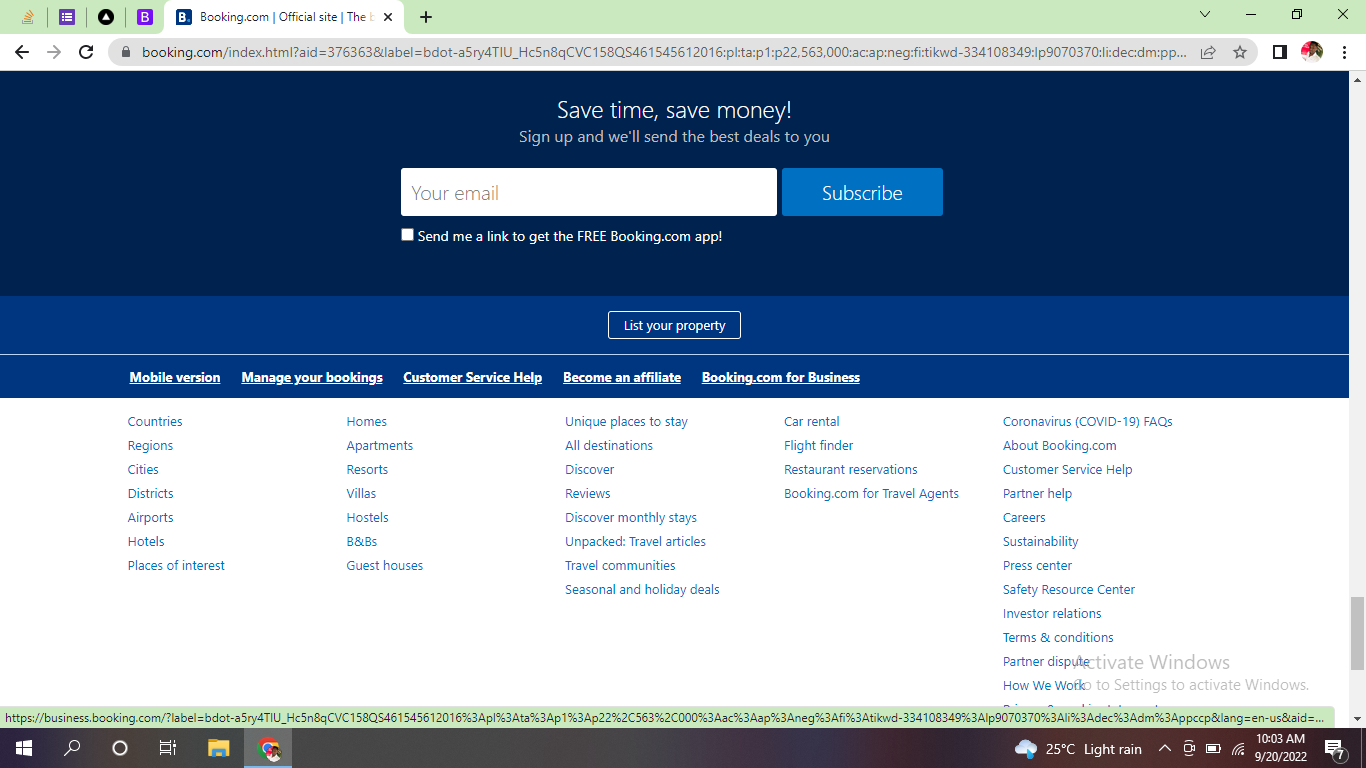 Booking.com | Official site | The b
booking.com/index.html?aid=376363&label=bdot-a5ry4TIU_Hc5n8qCVC158QS461545612016:pl:ta:p1:p22,563,000:ac:ap:neg:fi:tikwd-334108349:lp9070370:li:dec:dm:pp...
Save time, save money!
Sign up and we'll send the best deals to you
Your email
Subscribe
Send me a link to get the FREE Booking.com app!
List your property
Mobile version Manage your bookings Customer Service Help Become an affiliate Booking.com for Business
Countries
Regions
Cities
Districts
Airports
Hotels
Places of interest
Homes
Apartments
Resorts
Villas
Hostels
B&Bs
Guest houses
Unique places to stay
All destinations
Discover
Reviews
Discover monthly stays
Unpacked: Travel articles
Travel communities
Seasonal and holiday deals
Car rental
Flight finder
Restaurant reservations
Booking.com for Travel Agents
Coronavirus (COVID-19) FAQs
About Booking.com
Customer Service Help
Partner help
Careers
Sustainability
Press center
Safety Resource Center
Investor relations
Terms & conditions
Partner dispute
How We Work
Activate Windows
Go to Settings to activate Windows.
https://business.booking.com/?label=bdot-a5ry4TIU_Hc5n8qCVC158QS461545612016%3Apl%3Ata%3Ap1%3Ap22%2C563%2C000%3Aac%3Aap%3Aneg%3Afi%3Atikwd-334108349%3Alp9070370%3Ali%3Adec%3Adm%3Appccp&lang=en-us&aid=...
25°C Light rain
10:03 AM
9/20/2022
7